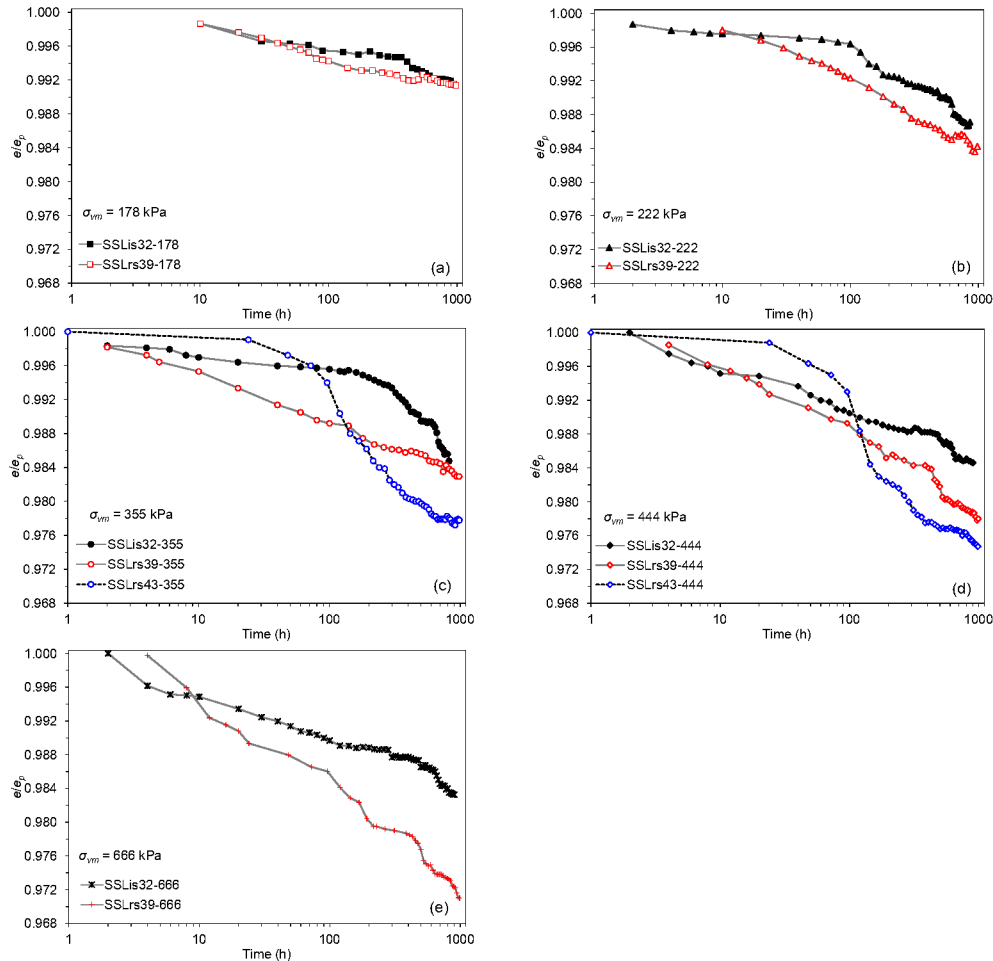 1.000
0.996
0.992
0.988
0.984
0.980
0.976
0.972
0.968
e/eₚ
σᵥₘ = 178 kPa
SSLis32-178
SSLrs39-178
(a)
1 10 100 1000
Time (h)
1.000
0.996
0.992
0.988
0.984
0.980
0.976
0.972
0.968
e/eₚ
σᵥₘ = 222 kPa
SSLis32-222
SSLrs39-222
(b)
1 10 100 1000
Time (h)
1.000
0.996
0.992
0.988
0.984
0.980
0.976
0.972
0.968
e/eₚ
σᵥₘ = 355 kPa
SSLis32-355
SSLrs39-355
SSLrs43-355
(c)
1 10 100 1000
Time (h)
1.000
0.996
0.992
0.988
0.984
0.980
0.976
0.972
0.968
e/eₚ
σᵥₘ = 444 kPa
SSLis32-444
SSLrs39-444
SSLrs43-444
(d)
1 10 100 1000
Time (h)
1.000
0.996
0.992
0.988
0.984
0.980
0.976
0.972
0.968
e/eₚ
σᵥₘ = 666 kPa
SSLis32-666
SSLrs39-666
(e)
1 10 100 1000
Time (h)